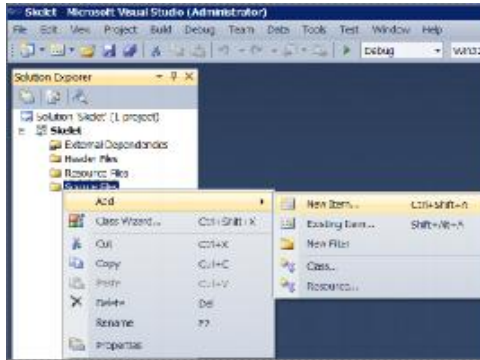 Skelet - Microsoft Visual Studio (Administrator)
File Edit View Project Build Debug Team Data Tools Test Window Help
Debug Win32
Solution Explorer
Solution 'Skelet' (1 project)
Skelet
External Dependencies
Header Files
Resource Files
Source Files
Add
Class Wizard... Ctrl+Shift+X
Cut Ctrl+X
Copy Ctrl+C
Paste Ctrl+V
Delete Del
Rename F2
Properties
New Item... Ctrl+Shift+A
Existing Item... Shift+Alt+A
New Filter
Class...
Resource...